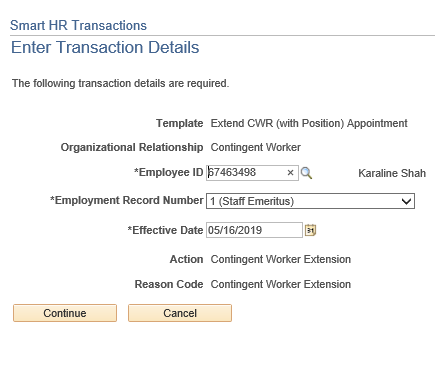 Smart HR Transactions
Enter Transaction Details
The following transaction details are required.
Template Extend CWR (with Position) Appointment
Organizational Relationship Contingent Worker
*Employee ID 67463498 × Karaline Shah
*Employment Record Number 1 (Staff Emeritus)
*Effective Date 05/16/2019 31
Action Contingent Worker Extension
Reason Code Contingent Worker Extension
Continue Cancel